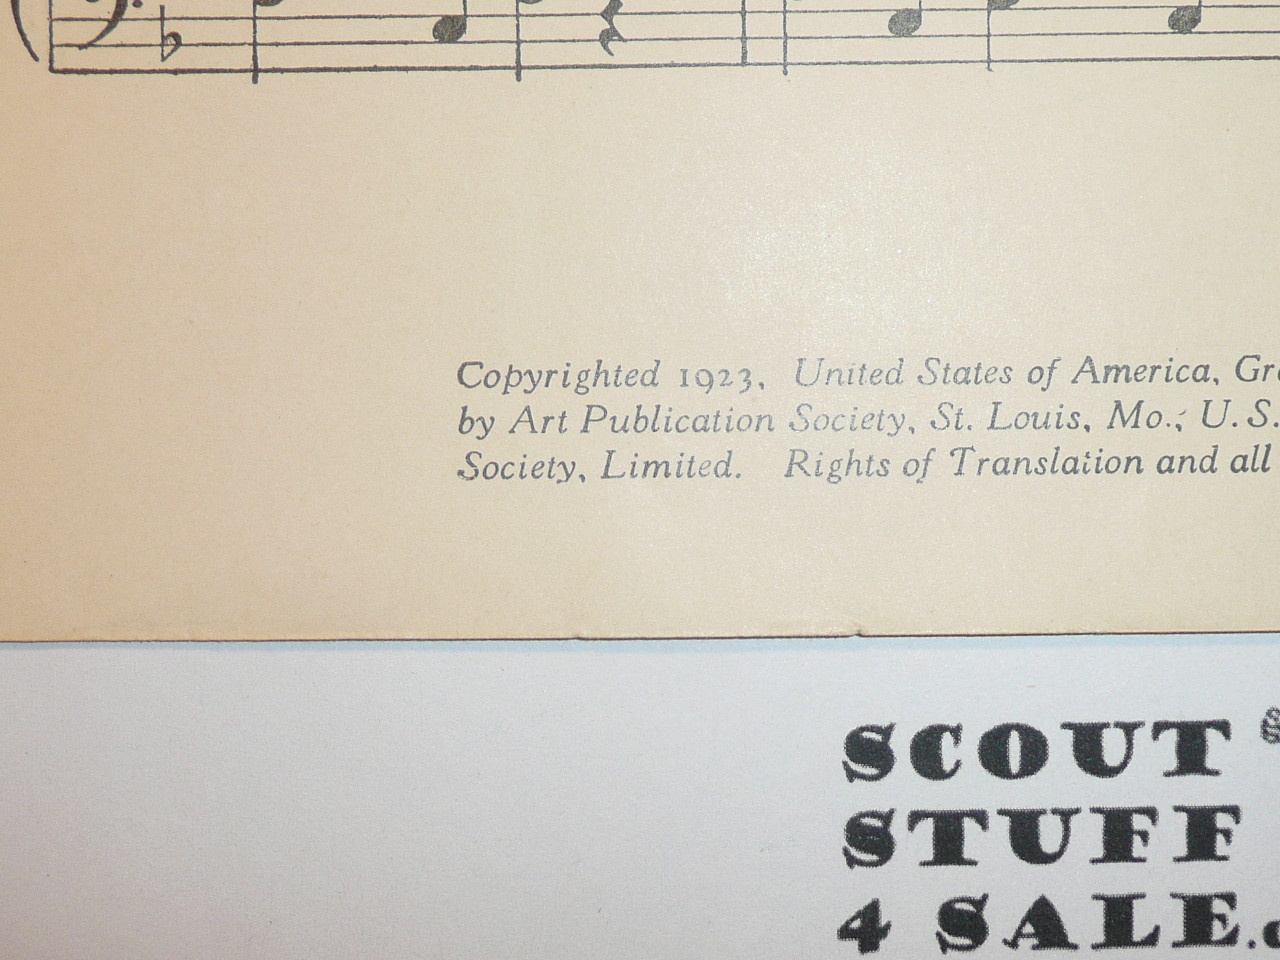 Copyrighted 1923, United States of America, Gr
by Art Publication Society, St. Louis, Mo.; U.S.
Society, Limited. Rights of Translation and all
SCOUT
STUFF
4 SALE.c